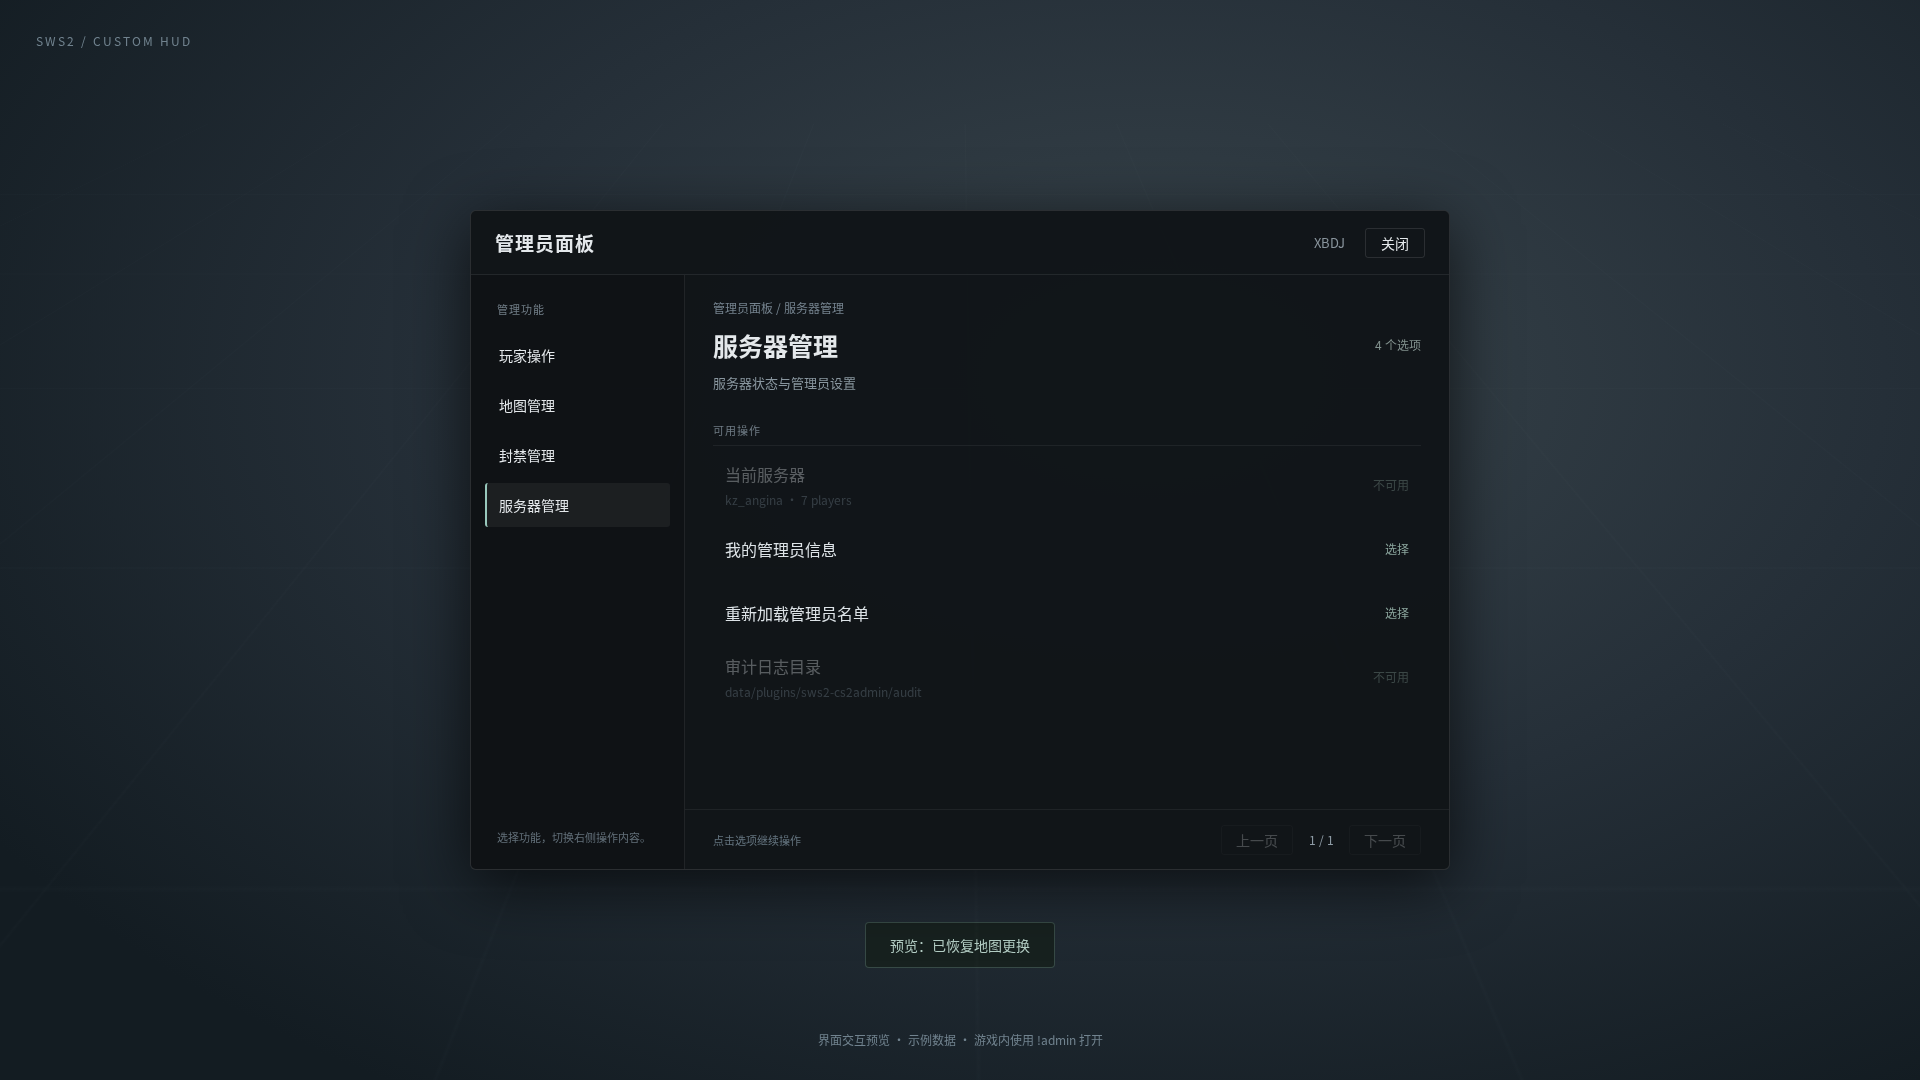 SWS2 / CUSTOM HUD
管理员面板
XBDJ
关闭
管理功能
玩家操作
地图管理
封禁管理
服务器管理
选择功能，切换右侧操作内容。
管理员面板 / 服务器管理
服务器管理
4 个选项
服务器状态与管理员设置
可用操作
当前服务器
kz_angina · 7 players
不可用
我的管理员信息
选择
重新加载管理员名单
选择
审计日志目录
data/plugins/sws2-cs2admin/audit
不可用
点击选项继续操作
上一页
1 / 1
下一页
预览：已恢复地图更换
界面交互预览 · 示例数据 · 游戏内使用 !admin 打开